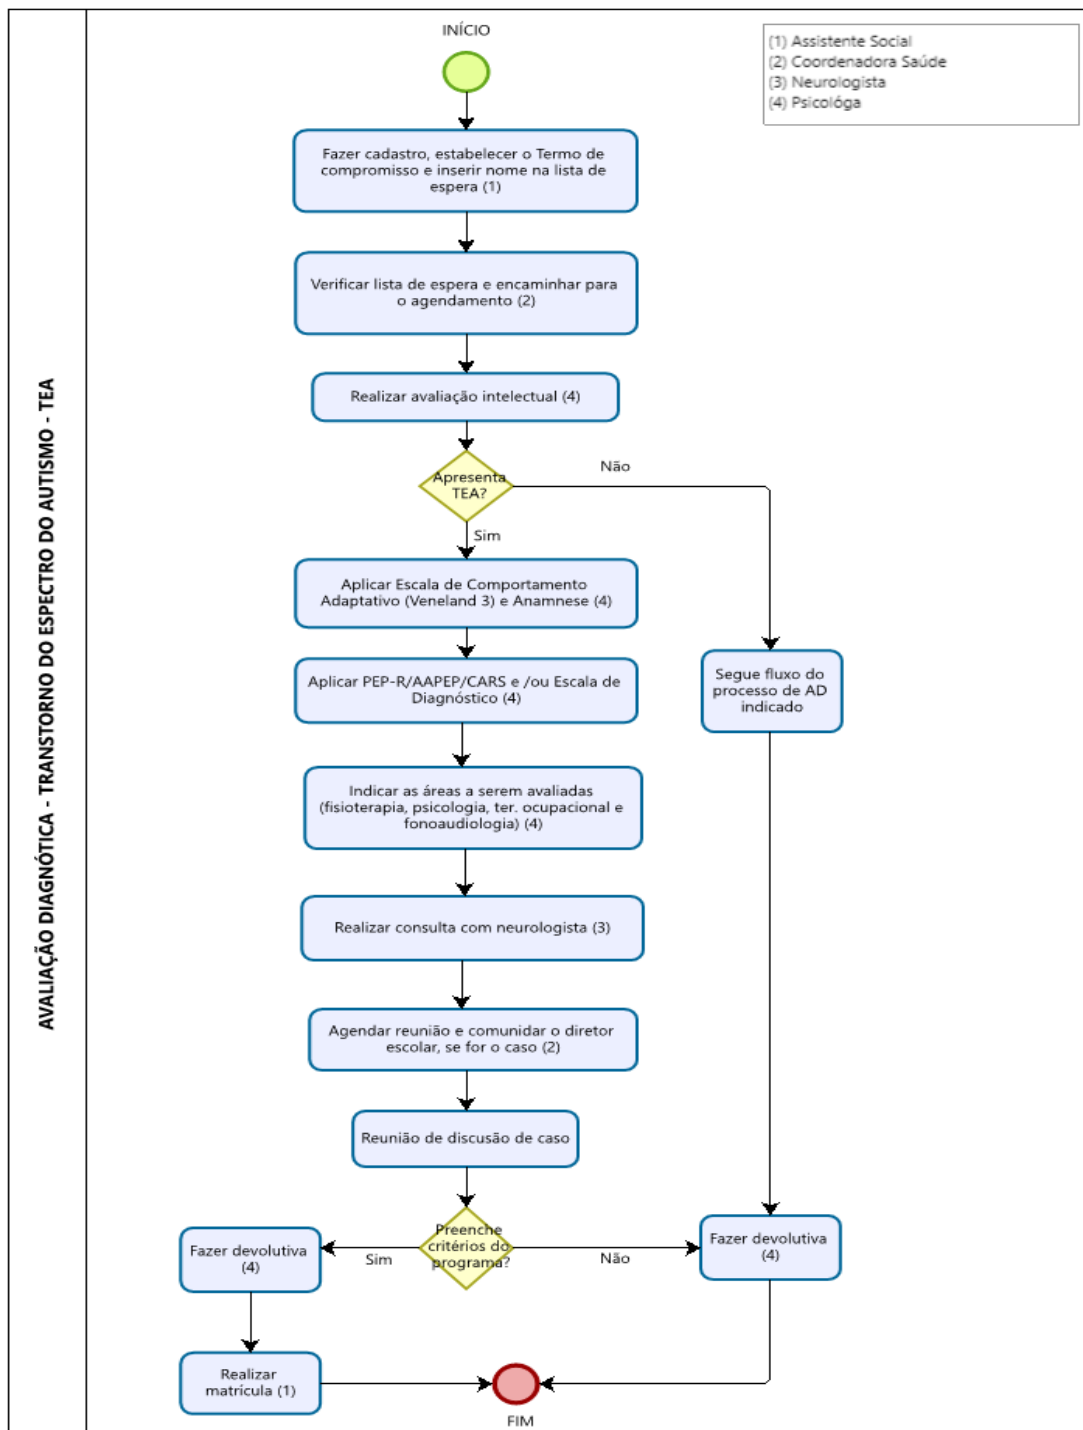 AVALIAÇÃO DIAGNÓTICA - TRANSTORNO DO ESPECTRO DO AUTISMO - TEA
INÍCIO
(1) Assistente Social
(2) Coordenadora Saúde
(3) Neurologista
(4) Psicológa
Fazer cadastro, estabelecer o Termo de
compromisso e inserir nome na lista de
espera (1)
Verificar lista de espera e encaminhar para
o agendamento (2)
Realizar avaliação intelectual (4)
Apresenta
TEA?
Não
Sim
Aplicar Escala de Comportamento
Adaptativo (Veneland 3) e Anamnese (4)
Aplicar PEP-R/AAPEP/CARS e /ou Escala de
Diagnóstico (4)
Segue fluxo do
processo de AD
indicado
Indicar as áreas a serem avaliadas
(fisioterapia, psicologia, ter. ocupacional e
fonoaudiologia) (4)
Realizar consulta com neurologista (3)
Agendar reunião e comunidar o diretor
escolar, se for o caso (2)
Reunião de discusão de caso
Preenche
critérios do
programa?
Sim
Não
Fazer devolutiva
(4)
Fazer devolutiva
(4)
Realizar
matrícula (1)
FIM